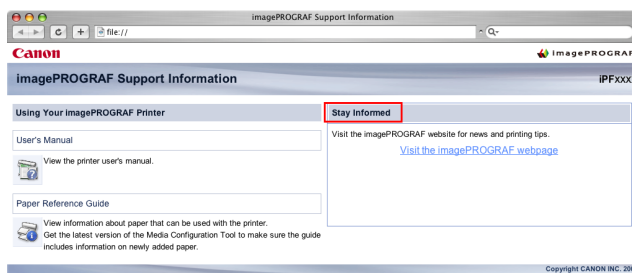 imagePROGRAF Support Information
file://
Canon
imagePROGRAF
imagePROGRAF Support Information
iPFxxx
Using Your imagePROGRAF Printer
User's Manual
View the printer user's manual.
Paper Reference Guide
View information about paper that can be used with the printer.
Get the latest version of the Media Configuration Tool to make sure the guide
includes information on newly added paper.
Stay Informed
Visit the imagePROGRAF website for news and printing tips.
Visit the imagePROGRAF webpage
Copyright CANON INC.